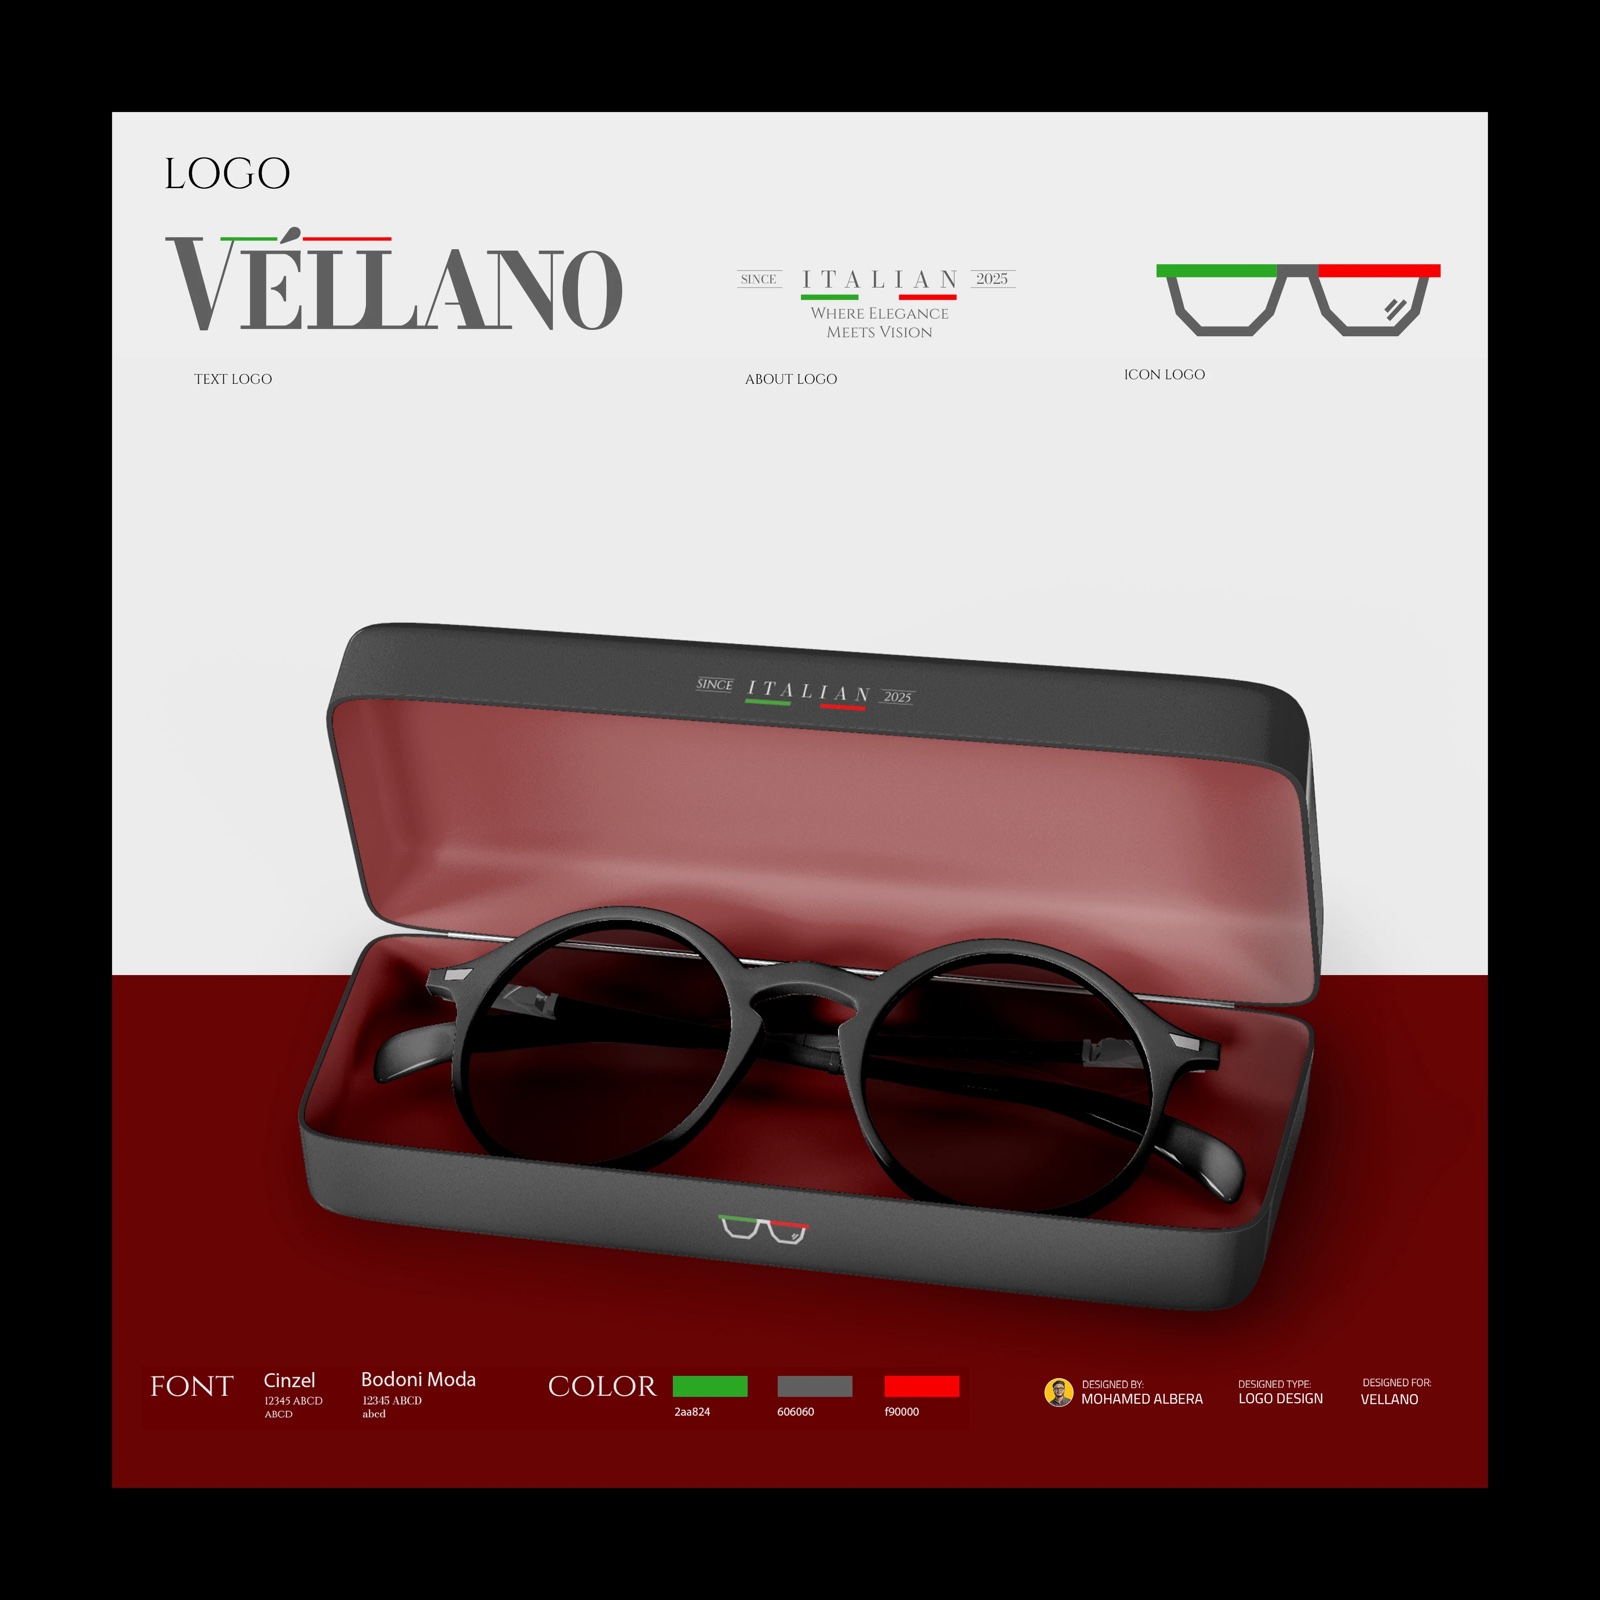 LOGO
VÉLLANO
SINCE ITALIAN 2025
WHERE ELEGANCE
MEETS VISION
TEXT LOGO
ABOUT LOGO
ICON LOGO
SINCE ITALIAN 2025
FONT
Cinzel
12345 ABCD
ABCD
Bodoni Moda
12345 ABCD
abcd
COLOR
2aa824
606060
f90000
DESIGNED BY:
MOHAMED ALBERA
DESIGNED TYPE:
LOGO DESIGN
DESIGNED FOR:
VELLANO